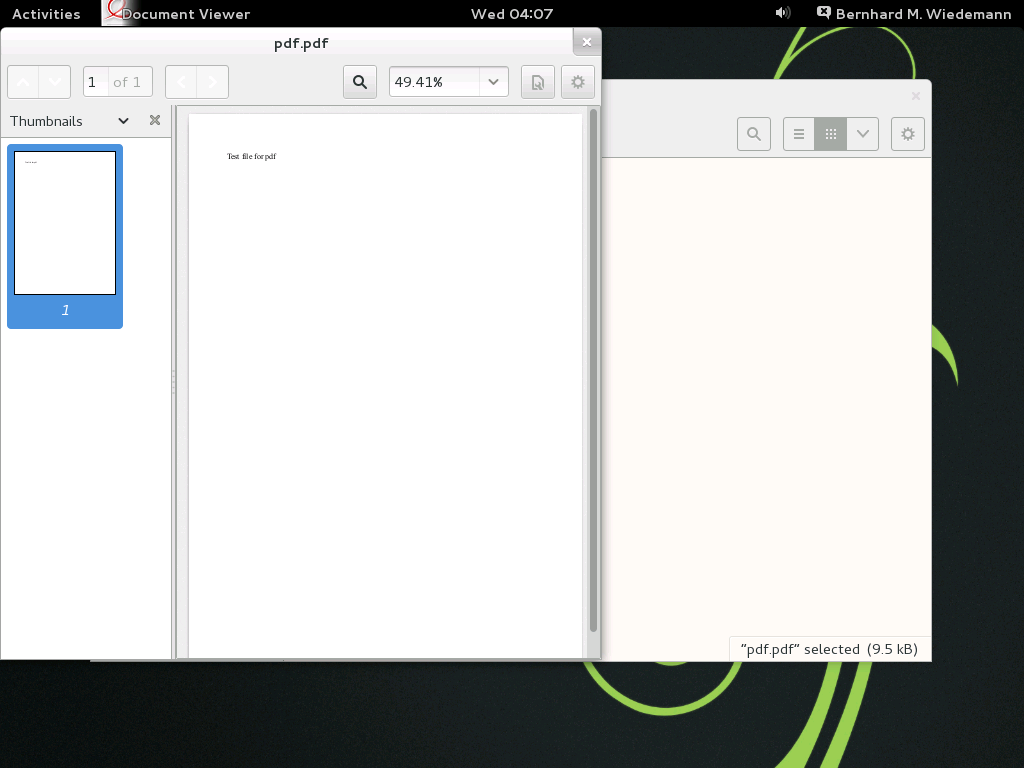 Activities
Document Viewer
Wed 04:07
Bernhard M. Wiedemann
pdf.pdf
1 of 1
49.41%
Thumbnails
1
Test file for pdf
"pdf.pdf" selected (9.5 kB)